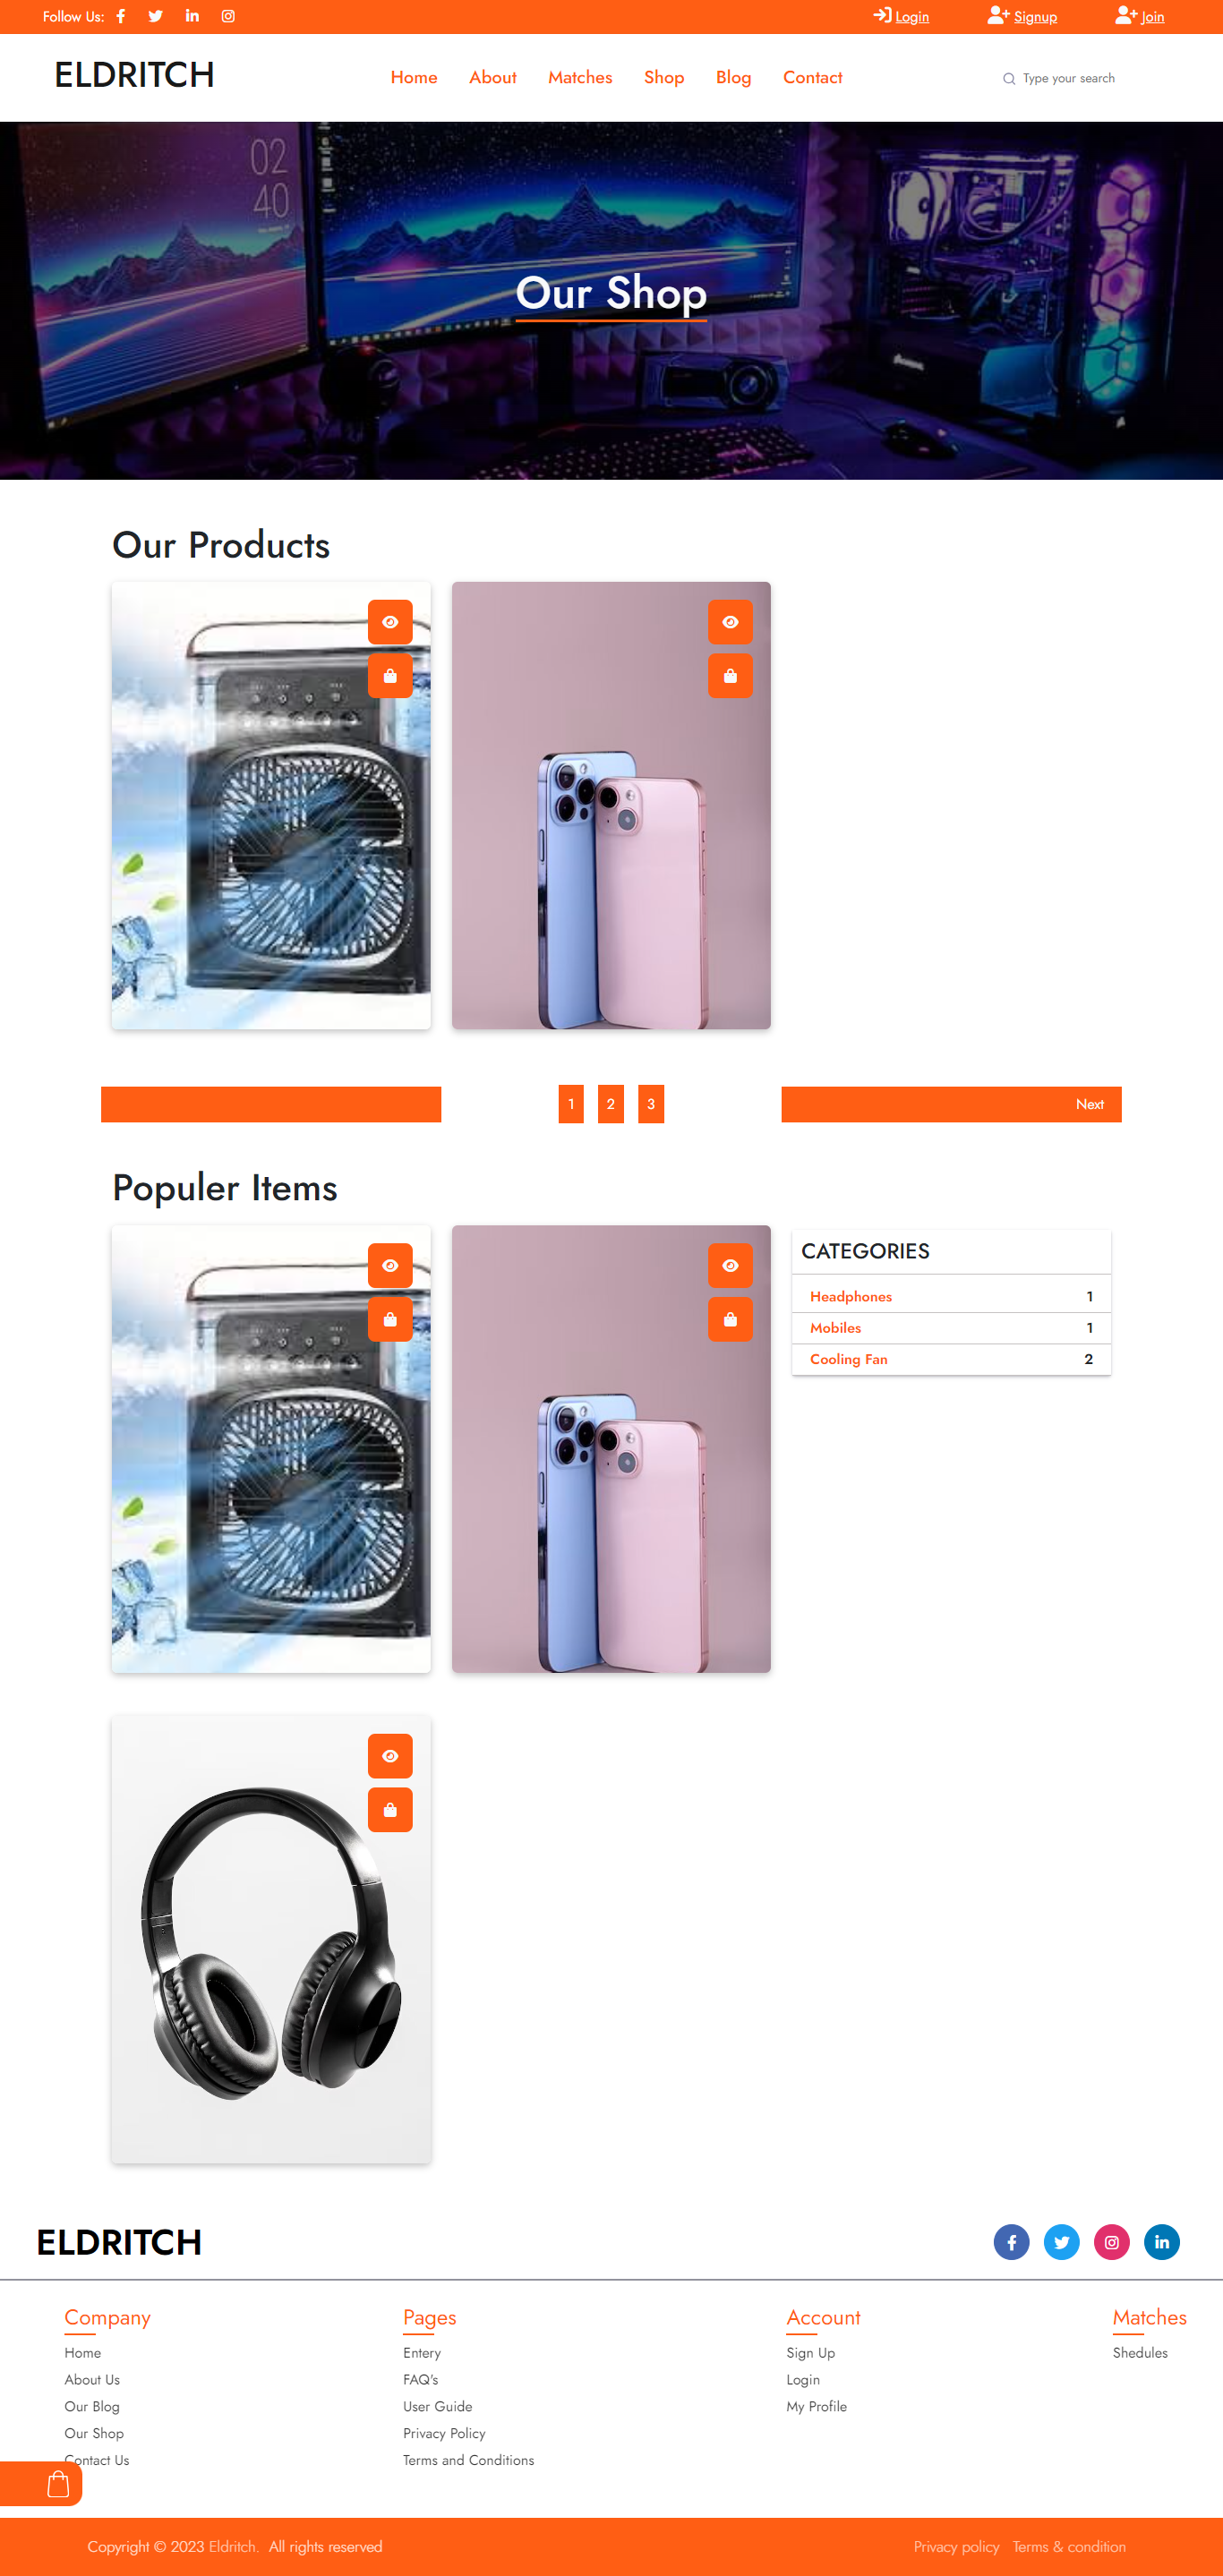 Follow Us:
Login Signup Join
ELDRITCH
Home About Matches Shop Blog Contact
Type your search
02
40
Our Shop
Our Products
1 2 3 Next
Populer Items
CATEGORIES
Headphones 1
Mobiles 1
Cooling Fan 2
ELDRITCH
Company Pages Account Matches
Home Entery Sign Up Shedules
About Us FAQ's Login
Our Blog User Guide My Profile
Our Shop Privacy Policy
Contact Us Terms and Conditions
Copyright © 2023 Eldritch. All rights reserved
Privacy policy Terms & condition